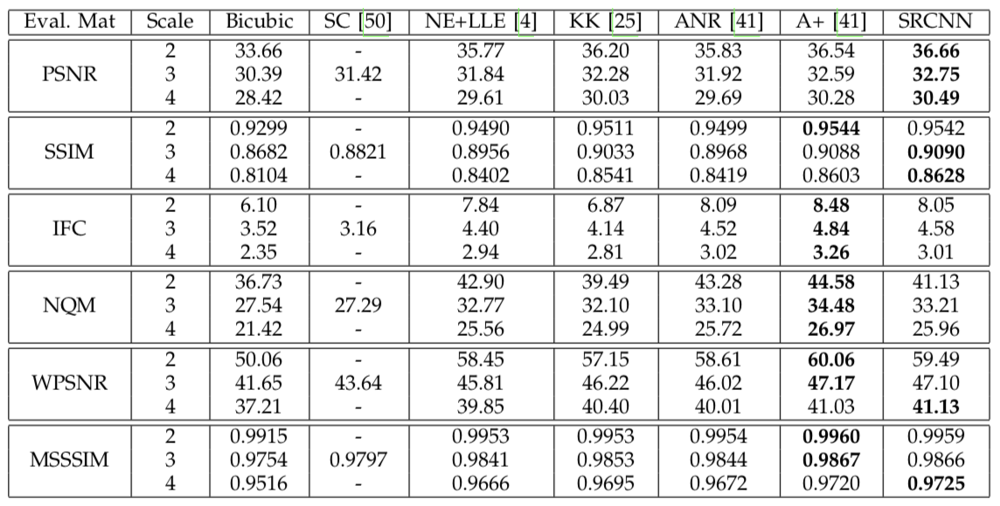 Eval. Mat Scale Bicubic SC [50] NE+LLE [4] KK [25] ANR [41] A+ [41] SRCNN
2 33.66 - 35.77 36.20 35.83 36.54 36.66
PSNR 3 30.39 31.42 31.84 32.28 31.92 32.59 32.75
4 28.42 - 29.61 30.03 29.69 30.28 30.49
2 0.9299 - 0.9490 0.9511 0.9499 0.9544 0.9542
SSIM 3 0.8682 0.8821 0.8956 0.9033 0.8968 0.9088 0.9090
4 0.8104 - 0.8402 0.8541 0.8419 0.8603 0.8628
2 6.10 - 7.84 6.87 8.09 8.48 8.05
IFC 3 3.52 3.16 4.40 4.14 4.52 4.84 4.58
4 2.35 - 2.94 2.81 3.02 3.26 3.01
2 36.73 - 42.90 39.49 43.28 44.58 41.13
NQM 3 27.54 27.29 32.77 32.10 33.10 34.48 33.21
4 21.42 - 25.56 24.99 25.72 26.97 25.96
2 50.06 - 58.45 57.15 58.61 60.06 59.49
WPSNR 3 41.65 43.64 45.81 46.22 46.02 47.17 47.10
4 37.21 - 39.85 40.40 40.01 41.03 41.13
2 0.9915 - 0.9953 0.9953 0.9954 0.9960 0.9959
MSSSIM 3 0.9754 0.9797 0.9841 0.9853 0.9844 0.9867 0.9866
4 0.9516 - 0.9666 0.9695 0.9672 0.9720 0.9725